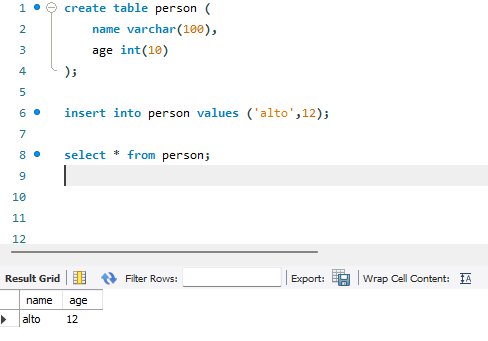 1 create table person (
2 name varchar(100),
3 age int(10)
4 );
5
6 insert into person values ('alto',12);
7
8 select * from person;
9
10
11
12
Result Grid Filter Rows: Export: Wrap Cell Content: IA
name age
alto 12